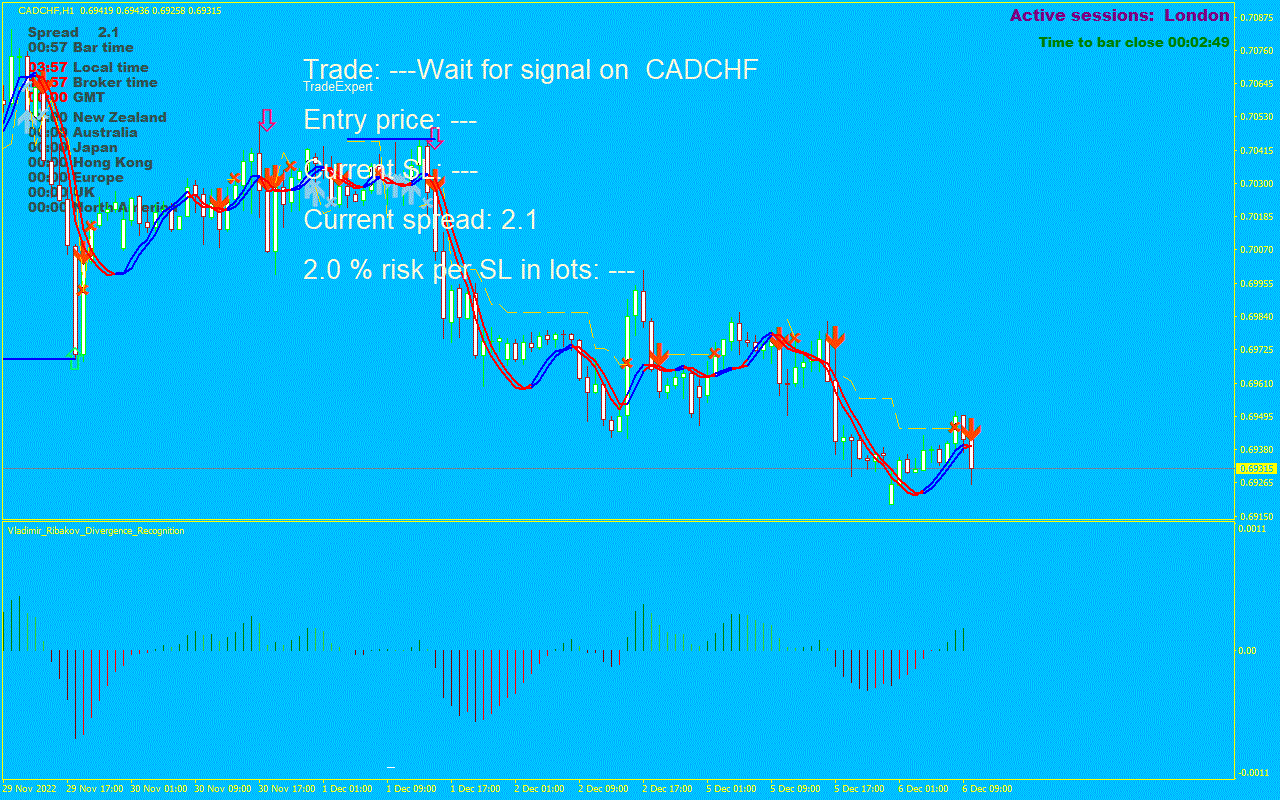 CADCHF,H1 0.69419 0.69436 0.69258 0.69315
Active sessions: London
Time to bar close 00:02:49
Spread 2.1
00:57 Bar time
03:57 Local time
Broker time
00:00 GMT
00:00 New Zealand
00:00 Australia
00:00 Japan
00:00 Hong Kong
00:00 Europe
00:00 UK
00:00 North America
Trade: ---Wait for signal on CADCHF
TradeExpert
Entry price: ---
Current SL: ---
Current spread: 2.1
2.0 % risk per SL in lots: ---
0.70875
0.70760
0.70645
0.70530
0.70415
0.70300
0.70185
0.70070
0.69955
0.69840
0.69725
0.69610
0.69495
0.69380
0.69315
0.69265
0.69150
Vladimir_Ribakov_Divergence_Recognition
0.0011
0.00
-0.0011
29 Nov 2022
29 Nov 17:00
30 Nov 01:00
30 Nov 09:00
30 Nov 17:00
1 Dec 01:00
1 Dec 09:00
1 Dec 17:00
2 Dec 01:00
2 Dec 09:00
2 Dec 17:00
5 Dec 01:00
5 Dec 09:00
5 Dec 17:00
6 Dec 01:00
6 Dec 09:00